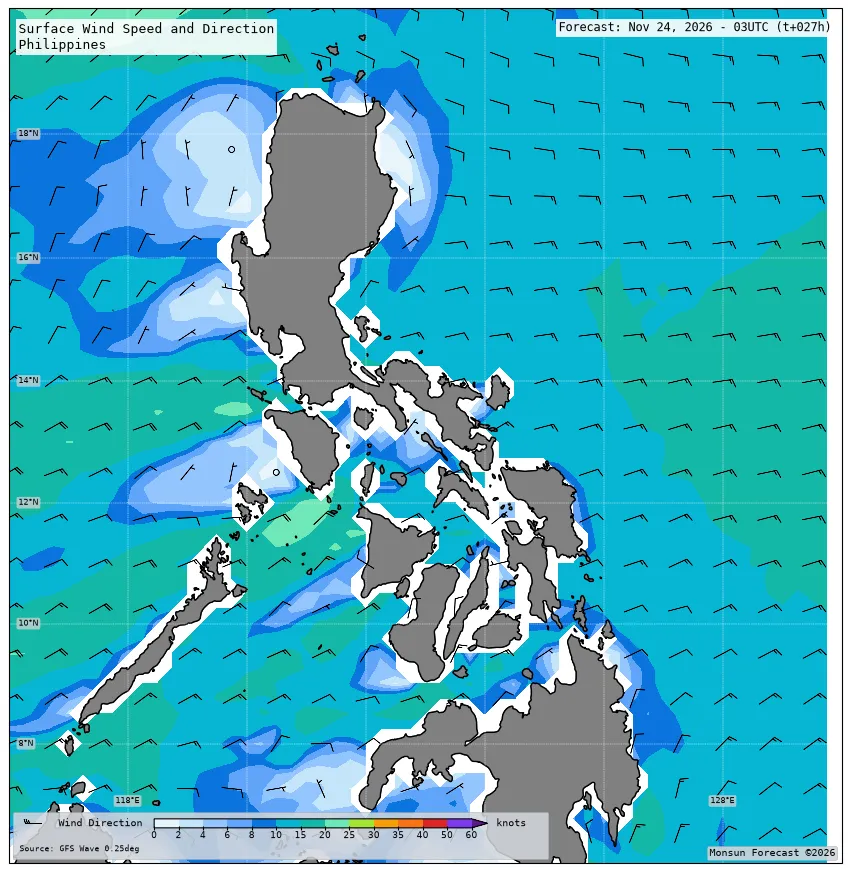 Surface Wind Speed and Direction
Philippines
Forecast: Nov 24, 2026 - 03UTC (t+027h)
18°N
16°N
14°N
12°N
10°N
8°N
118°E
128°E
Wind Direction
0 2 4 6 8 10 15 20 25 30 35 40 50 60
knots
Source: GFS Wave 0.25deg
Monsun Forecast ©2026